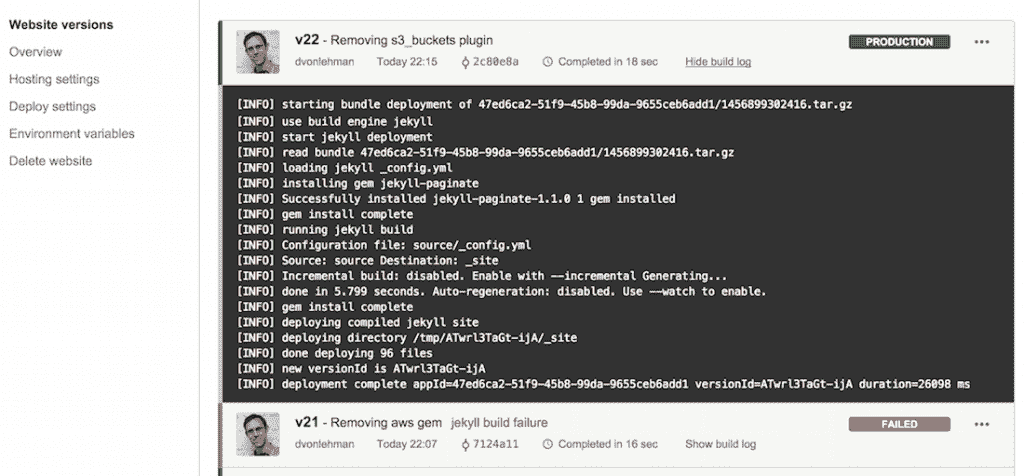 Website versions
Overview
Hosting settings
Deploy settings
Environment variables
Delete website
v22 - Removing s3_buckets plugin
PRODUCTION
dvonlehman Today 22:15 2c80e8a Completed in 18 sec Hide build log
[INFO] starting bundle deployment of 47ed6ca2-51f9-45b8-99da-9655ceb6add1/1456899302416.tar.gz
[INFO] use build engine jekyll
[INFO] start jekyll deployment
[INFO] read bundle 47ed6ca2-51f9-45b8-99da-9655ceb6add1/1456899302416.tar.gz
[INFO] loading jekyll _config.yml
[INFO] installing gem jekyll-paginate
[INFO] Successfully installed jekyll-paginate-1.1.0 1 gem installed
[INFO] gem install complete
[INFO] running jekyll build
[INFO] Configuration file: source/_config.yml
[INFO] Source: source Destination: _site
[INFO] Incremental build: disabled. Enable with --incremental Generating...
[INFO] done in 5.799 seconds. Auto-regeneration: disabled. Use --watch to enable.
[INFO] gem install complete
[INFO] deploying compiled jekyll site
[INFO] deploying directory /tmp/ATwrl3TaGt-ijA/_site
[INFO] done deploying 96 files
[INFO] new versionId is ATwrl3TaGt-ijA
[INFO] deployment complete appId=47ed6ca2-51f9-45b8-99da-9655ceb6add1 versionId=ATwrl3TaGt-ijA duration=26098 ms
v21 - Removing aws gem jekyll build failure
FAILED
dvonlehman Today 22:07 7124a11 Completed in 16 sec Show build log